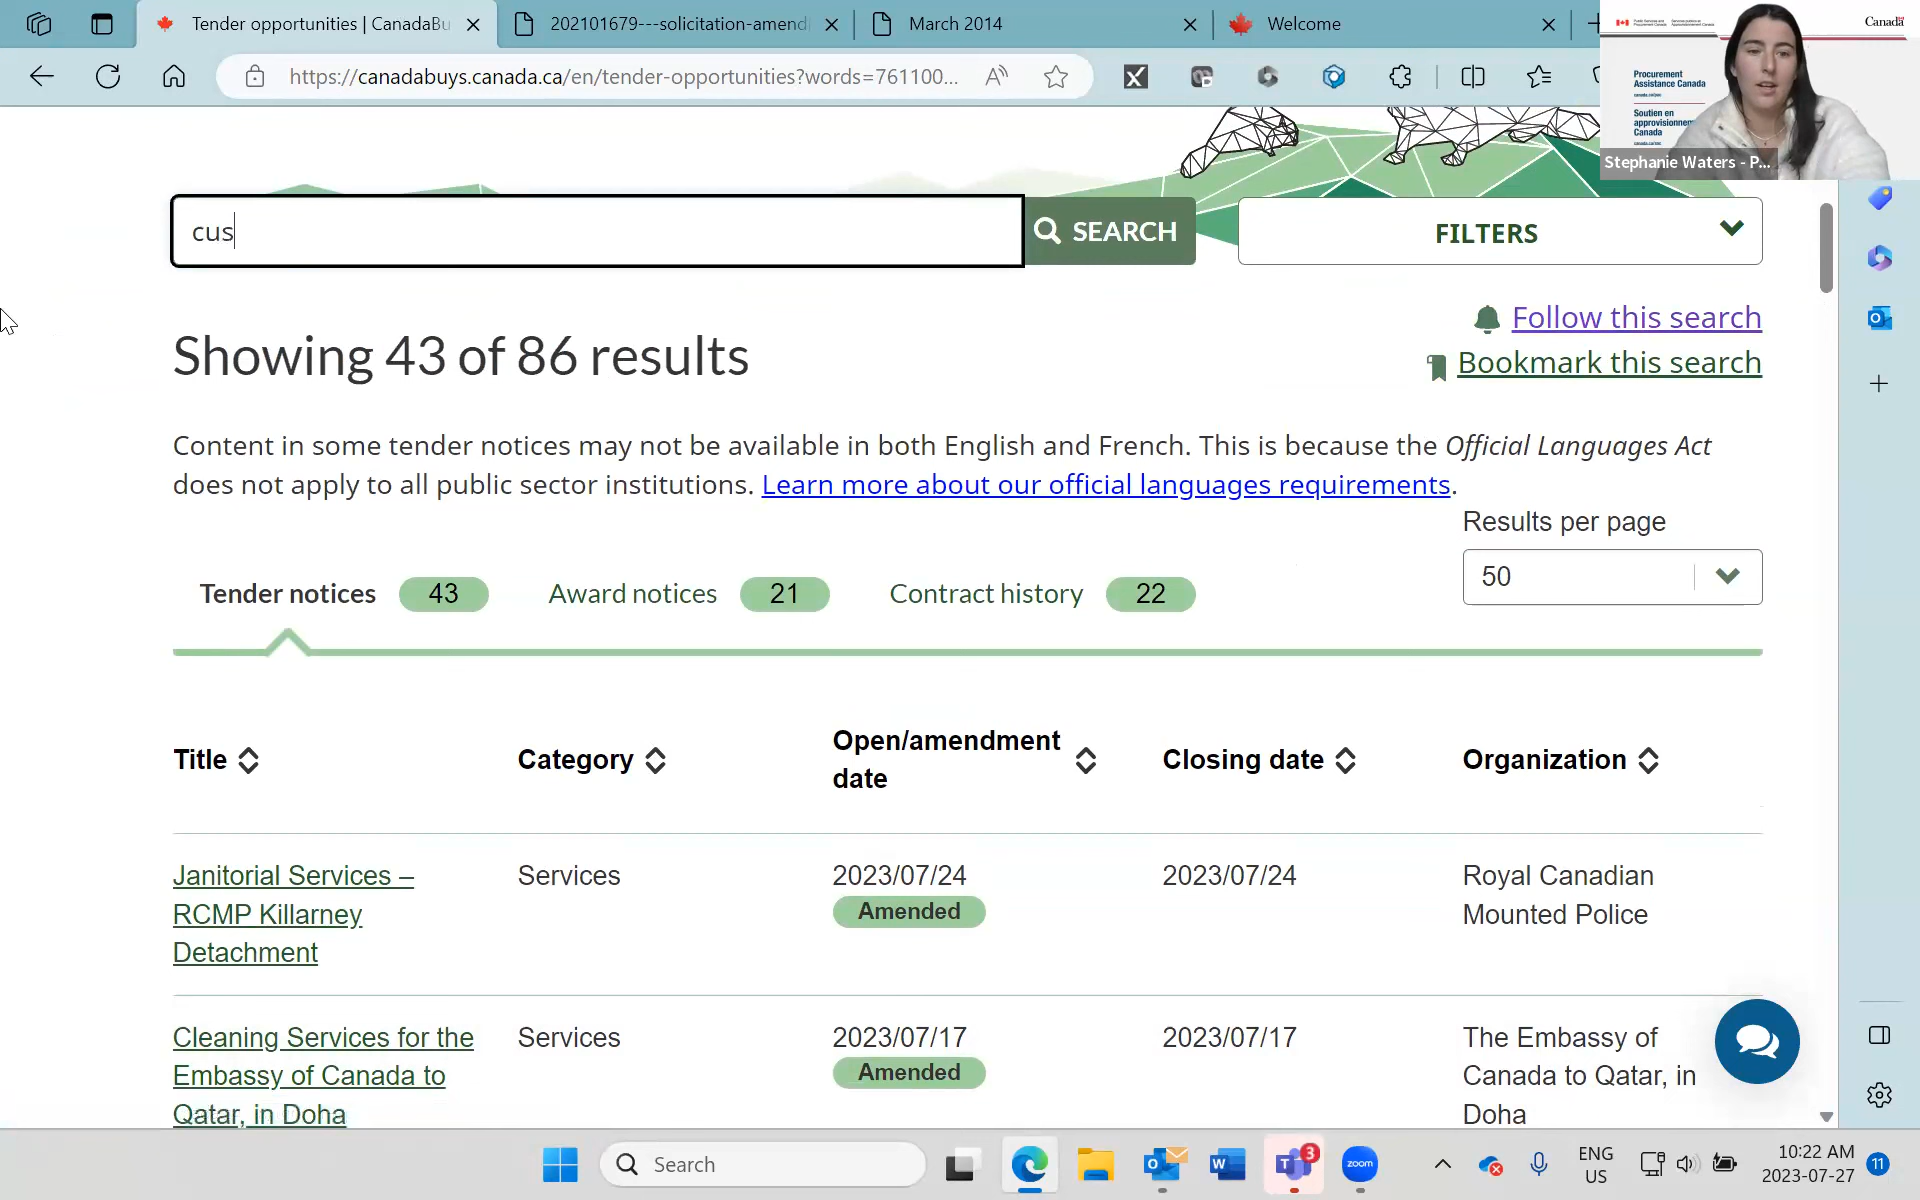 Tender opportunities | CanadaBu
202101679---solicitation-amend
March 2014
Welcome
https://canadabuys.canada.ca/en/tender-opportunities?words=761100...
Canada
Procurement
Assistance Canada
Soutien en
approvisionnement
Canada
Stephanie Waters - P...
cus
SEARCH
FILTERS
Follow this search
Bookmark this search
Showing 43 of 86 results
Content in some tender notices may not be available in both English and French. This is because the Official Languages Act
does not apply to all public sector institutions. Learn more about our official languages requirements.
Results per page
50
Tender notices 43 Award notices 21 Contract history 22
Title Category Open/amendment date Closing date Organization
Janitorial Services – Services 2023/07/24 2023/07/24 Royal Canadian
RCMP Killarney Amended Mounted Police
Detachment
Cleaning Services for the Services 2023/07/17 2023/07/17 The Embassy of
Embassy of Canada to Amended Canada to Qatar, in
Qatar, in Doha Doha
Search
3
zoom
ENG
US
10:22 AM
2023-07-27
11